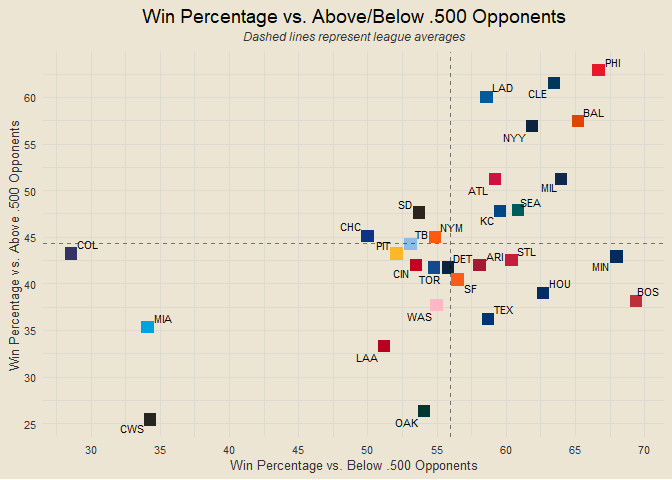 Win Percentage vs. Above/Below .500 Opponents
Dashed lines represent league averages
Win Percentage vs. Above .500 Opponents
60
55
50
45
40
35
30
25
PHI
LAD
CLE
BAL
NYY
ATL
MIL
SD
KC
SEA
CHC
TB
NYM
PIT
COL
CIN
TOR
DET
ARI
STL
MIN
SF
HOU
BOS
WAS
TEX
MIA
LAA
OAK
CWS
30
35
40
45
50
55
60
65
70
Win Percentage vs. Below .500 Opponents